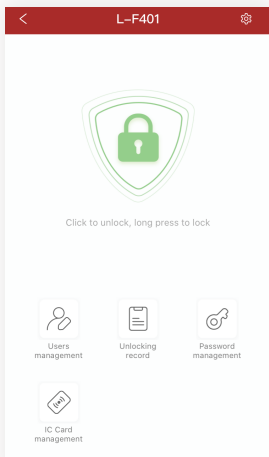 L-F401
Click to unlock, long press to lock
Users
management
Unlocking
record
Password
management
IC Card
management